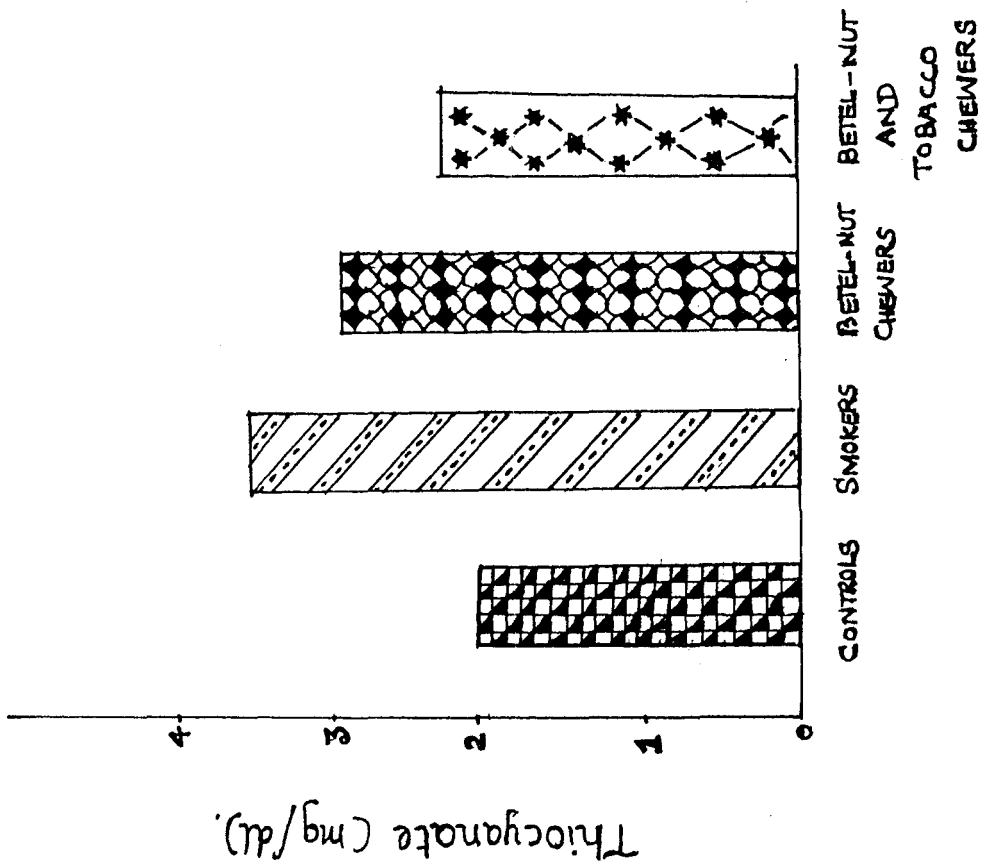 Thiocyanate (mg/dl).
4
3
2
1
0
CONTROLS
SMOKERS
BETEL-NUT
CHEWERS
BETEL-NUT
AND
TOBACCO
CHEWERS